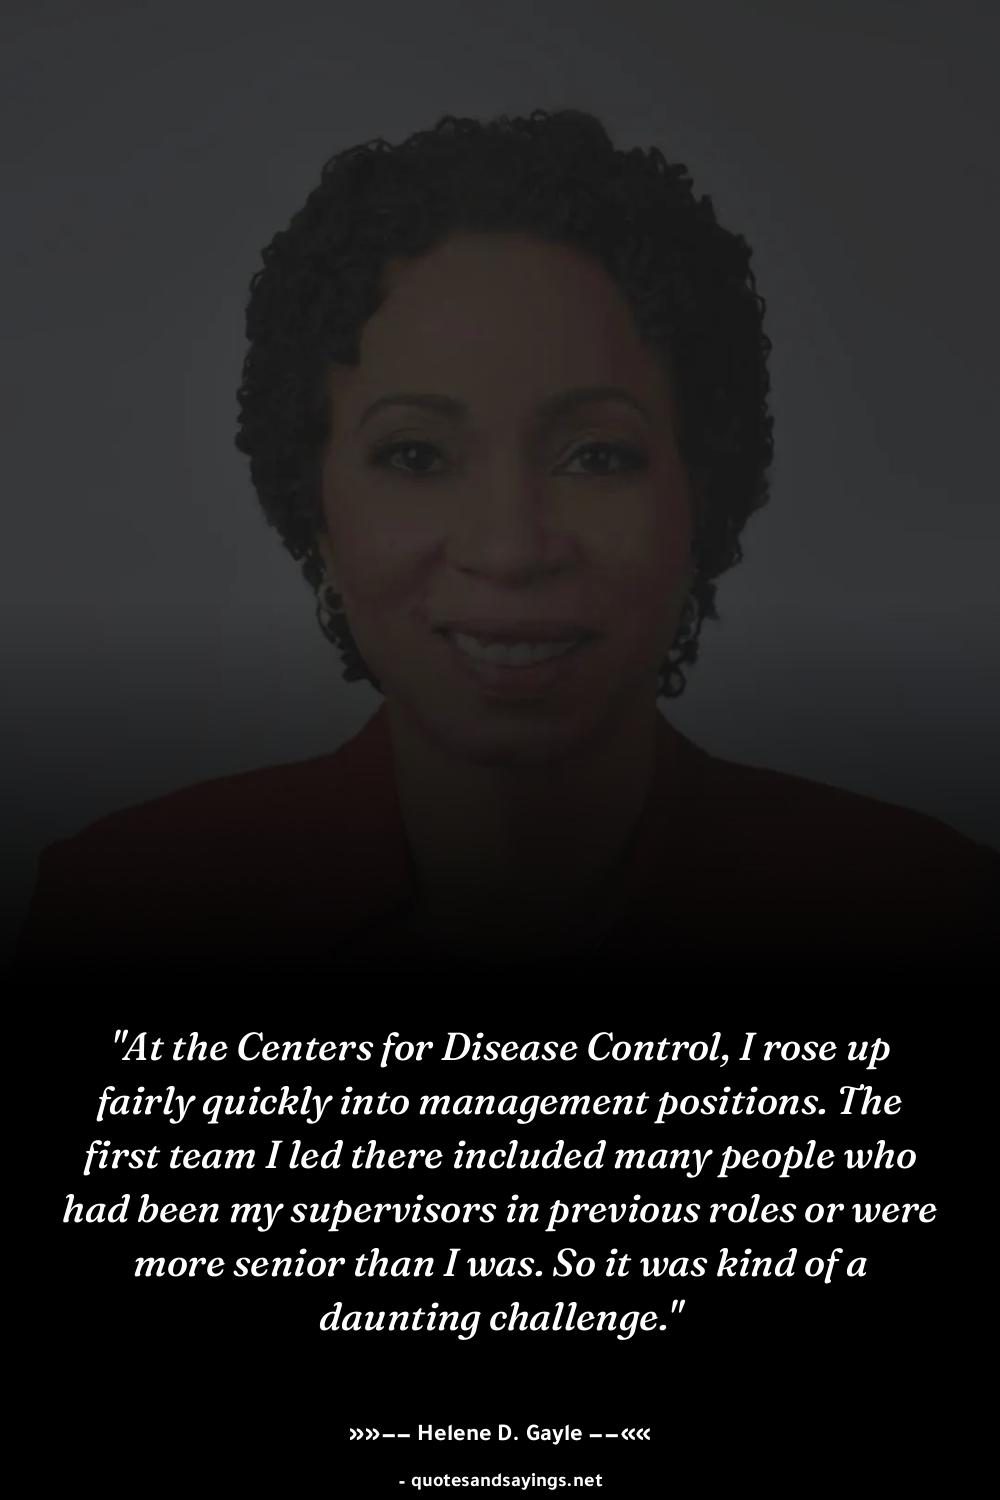 "At the Centers for Disease Control, I rose up
fairly quickly into management positions. The
first team I led there included many people who
had been my supervisors in previous roles or were
more senior than I was. So it was kind of a
daunting challenge."
»»–– Helene D. Gayle ––««
- quotesandsayings.net